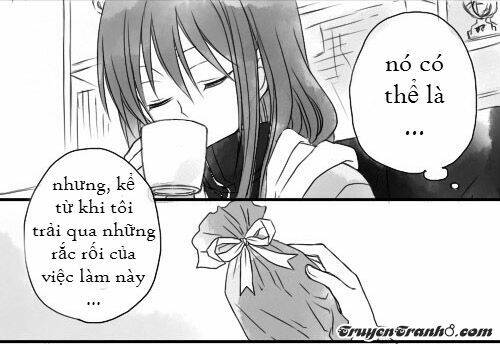 nó có
thể là
...
nhưng, kể
từ khi tôi
trải qua những
rắc rối của
việc làm này
...
TruyenTranh8.com